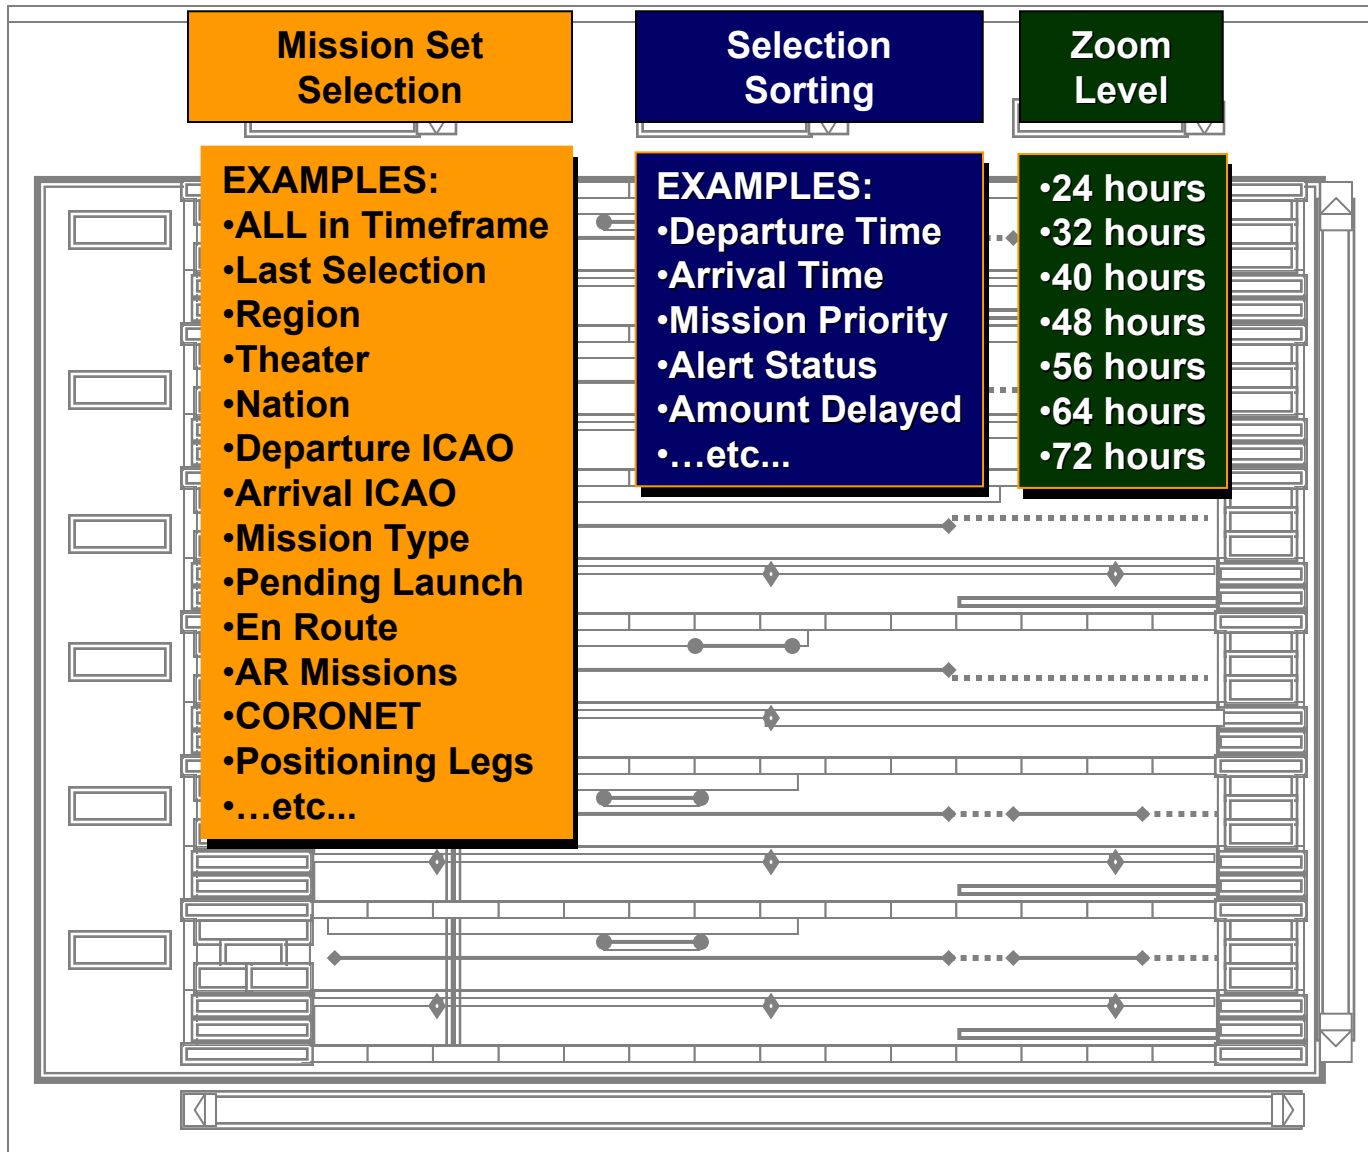 Mission Set
Selection
EXAMPLES:
•ALL in Timeframe
•Last Selection
•Region
•Theater
•Nation
•Departure ICAO
•Arrival ICAO
•Mission Type
•Pending Launch
•En Route
•AR Missions
•CORONET
•Positioning Legs
•…etc...
Selection
Sorting
EXAMPLES:
•Departure Time
•Arrival Time
•Mission Priority
•Alert Status
•Amount Delayed
•…etc...
Zoom
Level
•24 hours
•32 hours
•40 hours
•48 hours
•56 hours
•64 hours
•72 hours